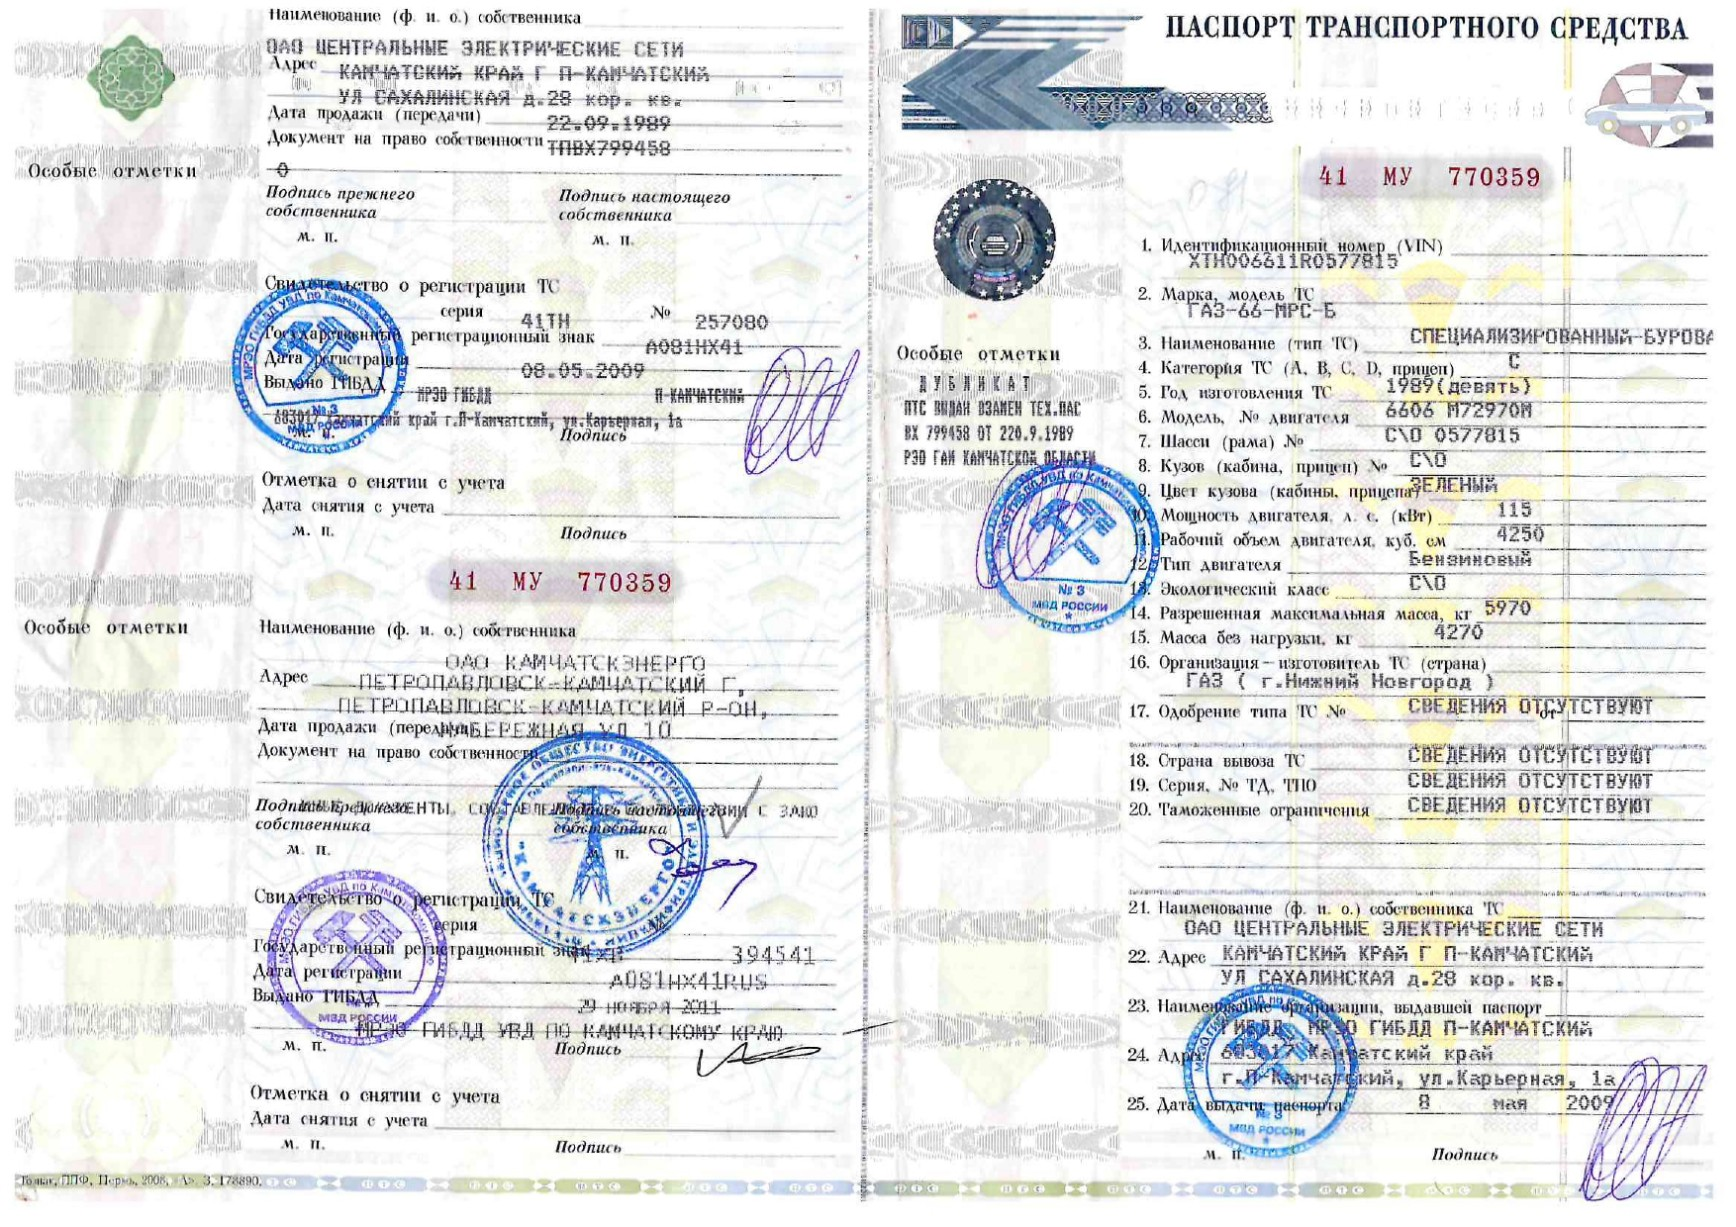 Наименование (ф. и. о.) собственника
ОАО ЦЕНТРАЛЬНЫЕ ЭЛЕКТРИЧЕСКИЕ СЕТИ
Адрес КАМЧАТСКИЙ КРАЙ Г П-КАМЧАТСКИЙ
УЛ САХАЛИНСКАЯ д.28 кор. кв.
Дата продажи (передачи) 22.09.1989
Документ на право собственности ТПВХ799458
0
Особые отметки
Подпись прежнего собственника
Подпись настоящего собственника
м. п.
м. п.
Свидетельство о регистрации ТС
серия 41ТН № 257080
Государственный регистрационный знак А081НХ41
Дата регистрации 08.05.2009
Выдано ГИБДД МРЭО ГИБДД П-КАМЧАТСКИЙ
683017 Камчатский край г.П-Камчатский, ул.Карьерная, 1а
м. п.
Подпись
Отметка о снятии с учета
Дата снятия с учета
м. п.
Подпись
41 МУ 770359
Особые отметки
Наименование (ф. и. о.) собственника
ОАО КАМЧАТСКЭНЕРГО
Адрес ПЕТРОПАВЛОВСК-КАМЧАТСКИЙ Г,
ПЕТРОПАВЛОВСК-КАМЧАТСКИЙ Р-ОН,
Дата продажи (передачи) НАБЕРЕЖНАЯ УЛ 10
Документ на право собственности
Подпись прежнего собственника
Подпись настоящего собственника
м. п.
м. п.
Свидетельство о регистрации ТС
серия № 394541
Государственный регистрационный знак
А081НХ41RUS
Дата регистрации
29 НОЯБРЯ 2011
Выдано ГИБДД
МРЭО ГИБДД УВД ПО КАМЧАТСКОМУ КРАЮ
м. п.
Подпись
Отметка о снятии с учета
Дата снятия с учета
м. п.
Подпись
ПАСПОРТ ТРАНСПОРТНОГО СРЕДСТВА
41 МУ 770359
Особые отметки
ДУБЛИКАТ
ПТС ВЫДАН ВЗАМЕН ТЕХ.ПАС
ВХ 799458 ОТ 220.9.1989
РЭО ГАИ КАМЧАТСКОЙ ОБЛАСТИ
1. Идентификационный номер (VIN)
XTH006611R0577815
2. Марка, модель ТС
ГАЗ-66-МРС-Б
3. Наименование (тип ТС) СПЕЦИАЛИЗИРОВАННЫЙ-БУРОВА
4. Категория ТС (А, В, С, D, прицеп) С
5. Год изготовления ТС 1989(девять)
6. Модель, № двигателя 6606 М72970М
7. Шасси (рама) № С\О 0577815
8. Кузов (кабина, прицеп) № С\О
9. Цвет кузова (кабины, прицепа) ЗЕЛЕНЫЙ
10. Мощность двигателя, л. с. (кВт) 115
11. Рабочий объем двигателя, куб. см 4250
12. Тип двигателя Бензиновый
13. Экологический класс С\О
14. Разрешенная максимальная масса, кг 5970
15. Масса без нагрузки, кг 4270
16. Организация – изготовитель ТС (страна)
ГАЗ ( г.Нижний Новгород )
17. Одобрение типа ТС № от СВЕДЕНИЯ ОТСУТСТВУЮТ
18. Страна вывоза ТС СВЕДЕНИЯ ОТСУТСТВУЮТ
19. Серия, № ТД, ТПО СВЕДЕНИЯ ОТСУТСТВУЮТ
20. Таможенные ограничения СВЕДЕНИЯ ОТСУТСТВУЮТ
21. Наименование (ф. и. о.) собственника ТС
ОАО ЦЕНТРАЛЬНЫЕ ЭЛЕКТРИЧЕСКИЕ СЕТИ
22. Адрес КАМЧАТСКИЙ КРАЙ Г П-КАМЧАТСКИЙ
УЛ САХАЛИНСКАЯ д.28 кор. кв.
23. Наименование организации, выдавшей паспорт
ГИБДД МРЭО ГИБДД П-КАМЧАТСКИЙ
24. Адрес 683017 Камчатский край
г.П-Камчатский, ул.Карьерная, 1а
25. Дата выдачи паспорта 8 мая 2009
м. п.
Подпись
№ 3
МВД РОССИИ
Гознак, ППФ, Пермь, 2008, «А». З. 178890.